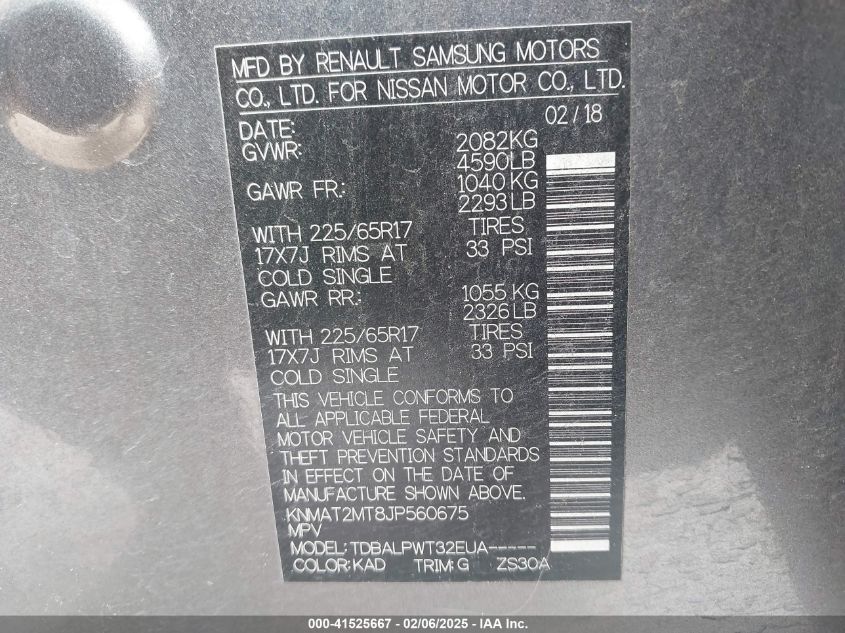 MFD BY RENAULT SAMSUNG MOTORS
CO., LTD. FOR NISSAN MOTOR CO., LTD.
DATE: 02/18
GVWR: 2082KG
4590LB
GAWR FR.: 1040KG
2293LB
WITH 225/65R17 TIRES
17X7J RIMS AT 33 PSI
COLD SINGLE
GAWR RR.: 1055KG
2326LB
WITH 225/65R17 TIRES
17X7J RIMS AT 33 PSI
COLD SINGLE
THIS VEHICLE CONFORMS TO
ALL APPLICABLE FEDERAL
MOTOR VEHICLE SAFETY AND
THEFT PREVENTION STANDARDS
IN EFFECT ON THE DATE OF
MANUFACTURE SHOWN ABOVE.
KNMAT2MT8JP560675
MPV
MODEL: TDBALPWT32EUA-----
COLOR: KAD TRIM: G ZS30A
000-41525667 - 02/06/2025 - IAA Inc.